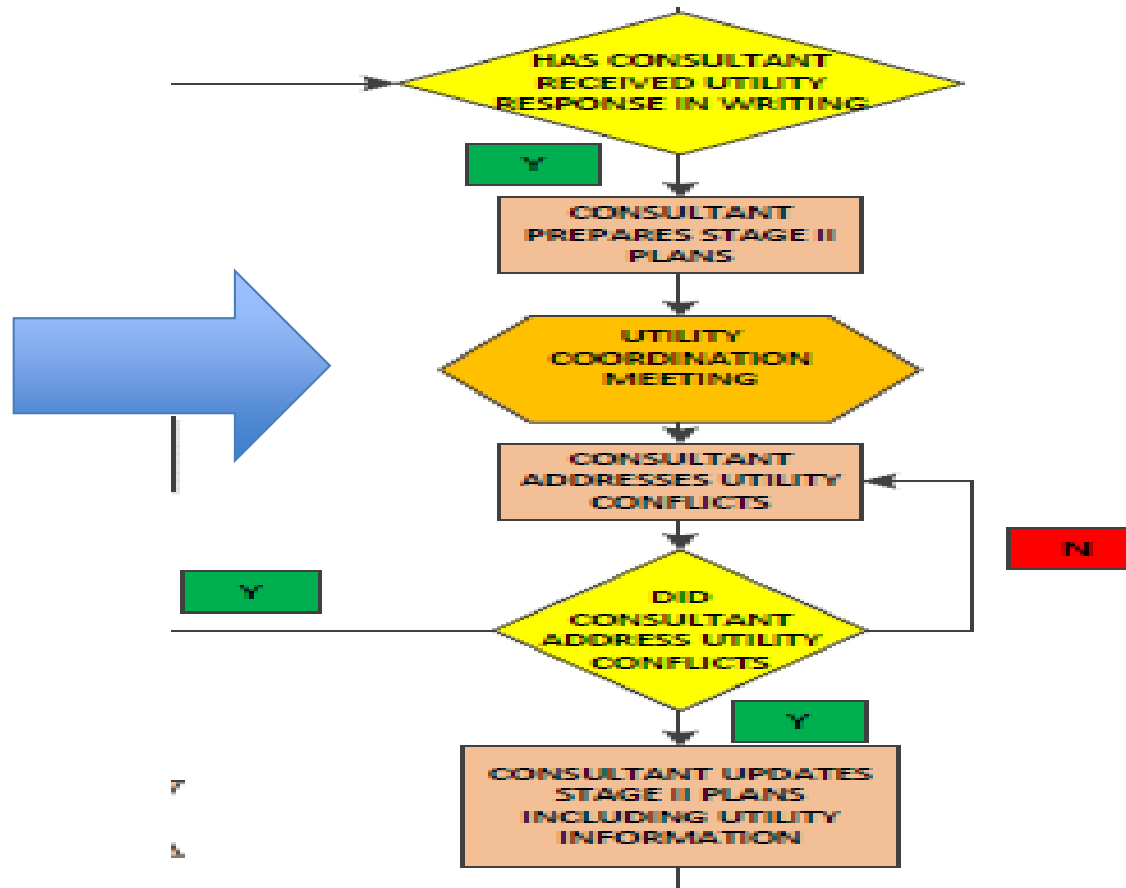 HAS CONSULTANT
RECEIVED UTILITY
RESPONSE IN WRITING
Y
CONSULTANT
PREPARES STAGE II
PLANS
UTILITY
COORDINATION
MEETING
CONSULTANT
ADDRESSES UTILITY
CONFLICTS
N
Y
DID
CONSULTANT
ADDRESS UTILITY
CONFLICTS
Y
CONSULTANT UPDATES
STAGE II PLANS
INCLUDING UTILITY
INFORMATION